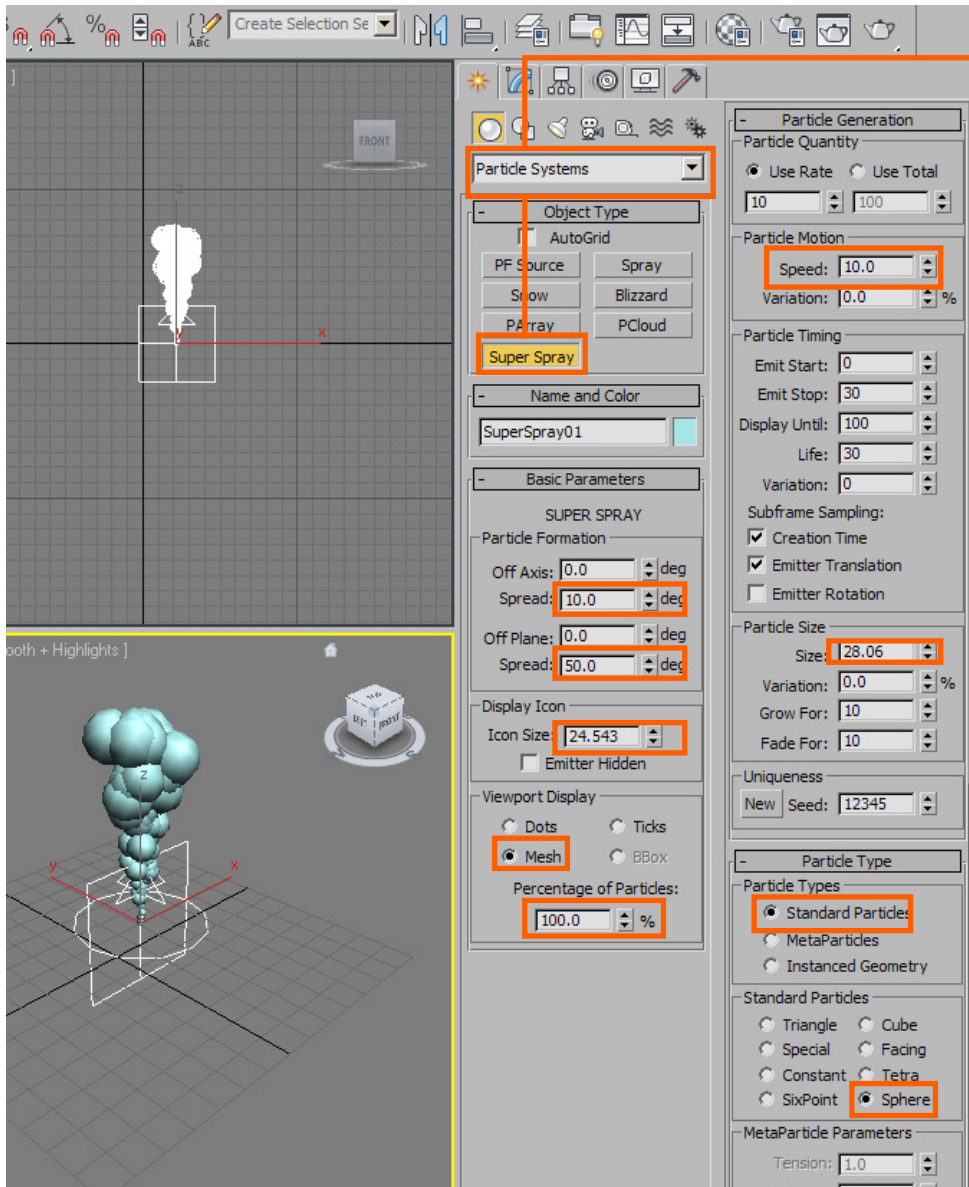 %
ABC
Create Selection Se
]
FRONT
z
x
Particle Systems
- Object Type
AutoGrid
PF Source Spray
Snow Blizzard
PArray PCloud
Super Spray
- Name and Color
SuperSpray01
- Basic Parameters
SUPER SPRAY
Particle Formation
Off Axis: 0.0 deg
Spread: 10.0 deg
Off Plane: 0.0 deg
Spread: 50.0 deg
Display Icon
Icon Size: 24.543
Emitter Hidden
Viewport Display
Dots Ticks
Mesh BBox
Percentage of Particles:
100.0 %
- Particle Generation
Particle Quantity
Use Rate Use Total
10 100
Particle Motion
Speed: 10.0
Variation: 0.0 %
Particle Timing
Emit Start: 0
Emit Stop: 30
Display Until: 100
Life: 30
Variation: 0
Subframe Sampling:
Creation Time
Emitter Translation
Emitter Rotation
Particle Size
Size: 28.06
Variation: 0.0 %
Grow For: 10
Fade For: 10
Uniqueness
New Seed: 12345
- Particle Type
Particle Types
Standard Particles
MetaParticles
Instanced Geometry
Standard Particles
Triangle Cube
Special Facing
Constant Tetra
SixPoint Sphere
MetaParticle Parameters
Tension: 1.0
ooth + Highlights ]
LEFT FRONT
z
y x